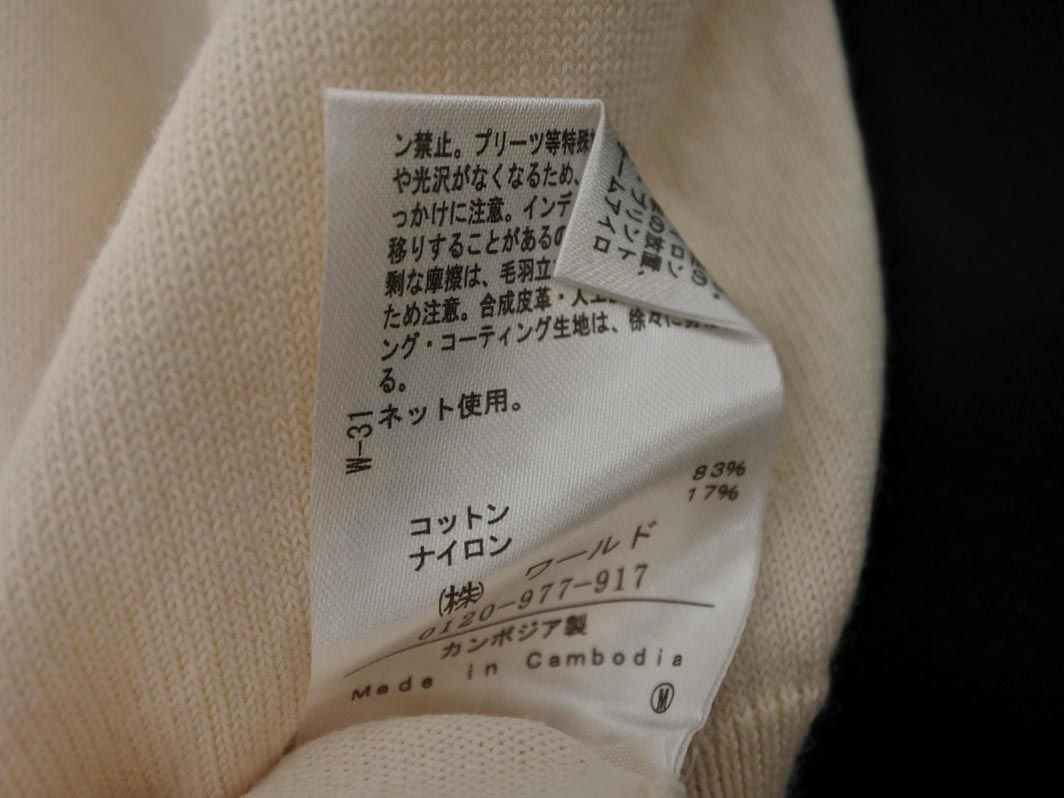 ン禁止。プリーツ等特殊
や光沢がなくなるため、
っかけに注意。インデ
移りすることがあるの
剰な摩擦は、毛羽立
ため注意。合成皮革・人工
ング・コーティング生地は、徐々に
る。
ネット使用。
W-31
コットン 83%
ナイロン 17%
(株) ワールド
0120-977-917
カンボジア製
Made in Cambodia
M